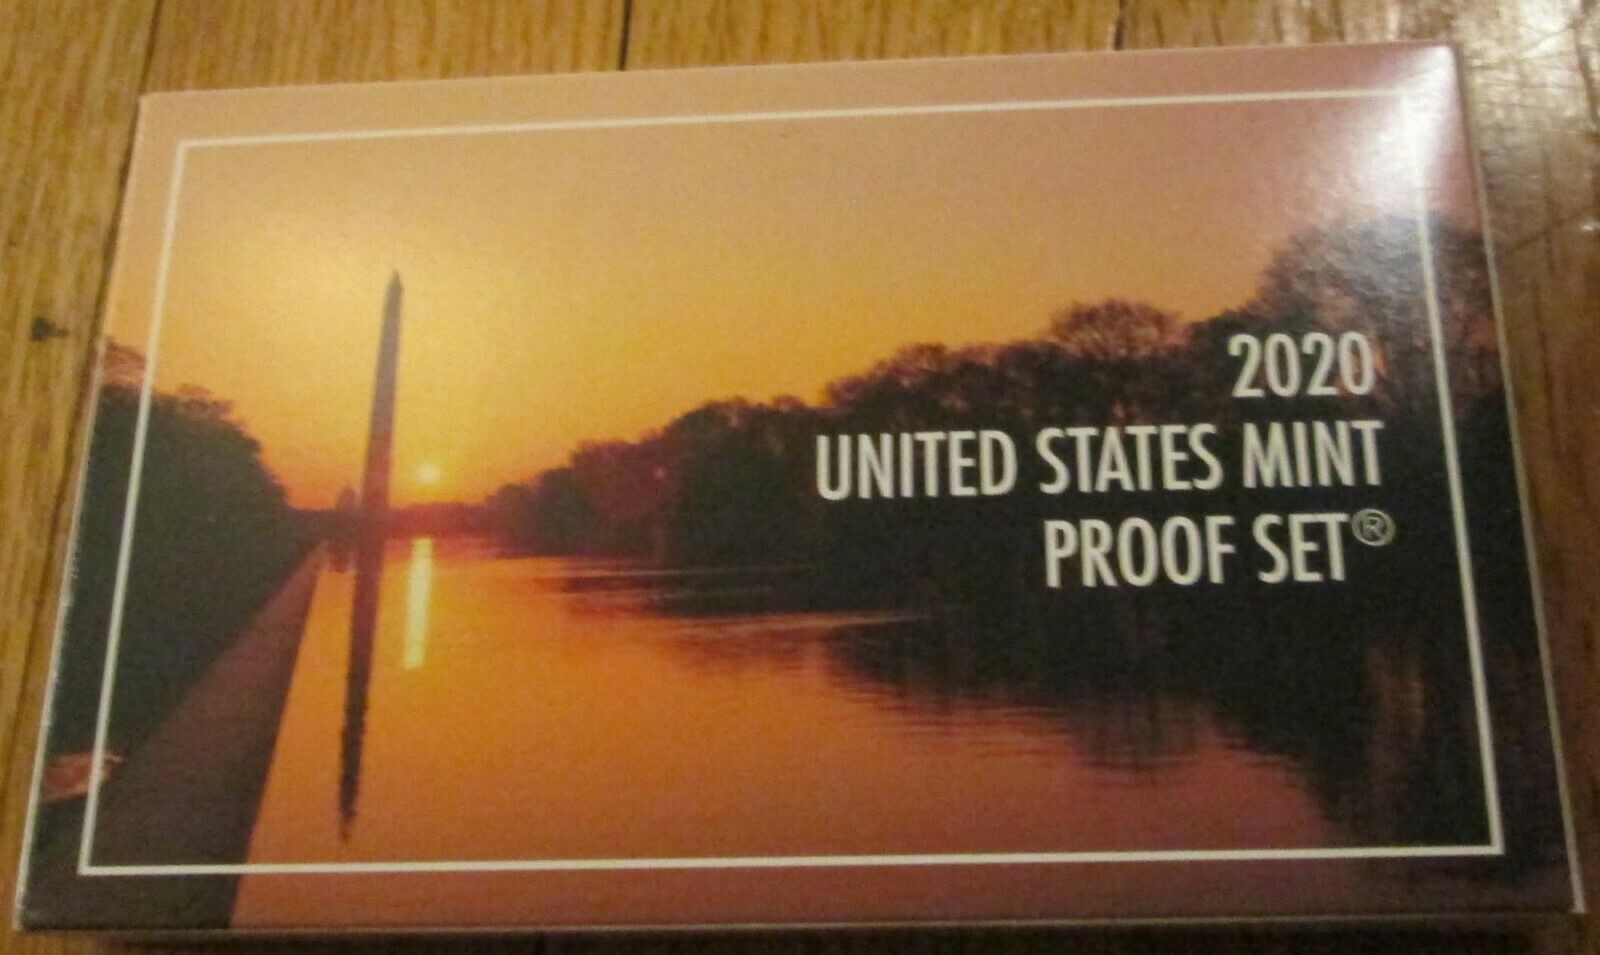 2020
UNITED STATES MINT
PROOF SET®